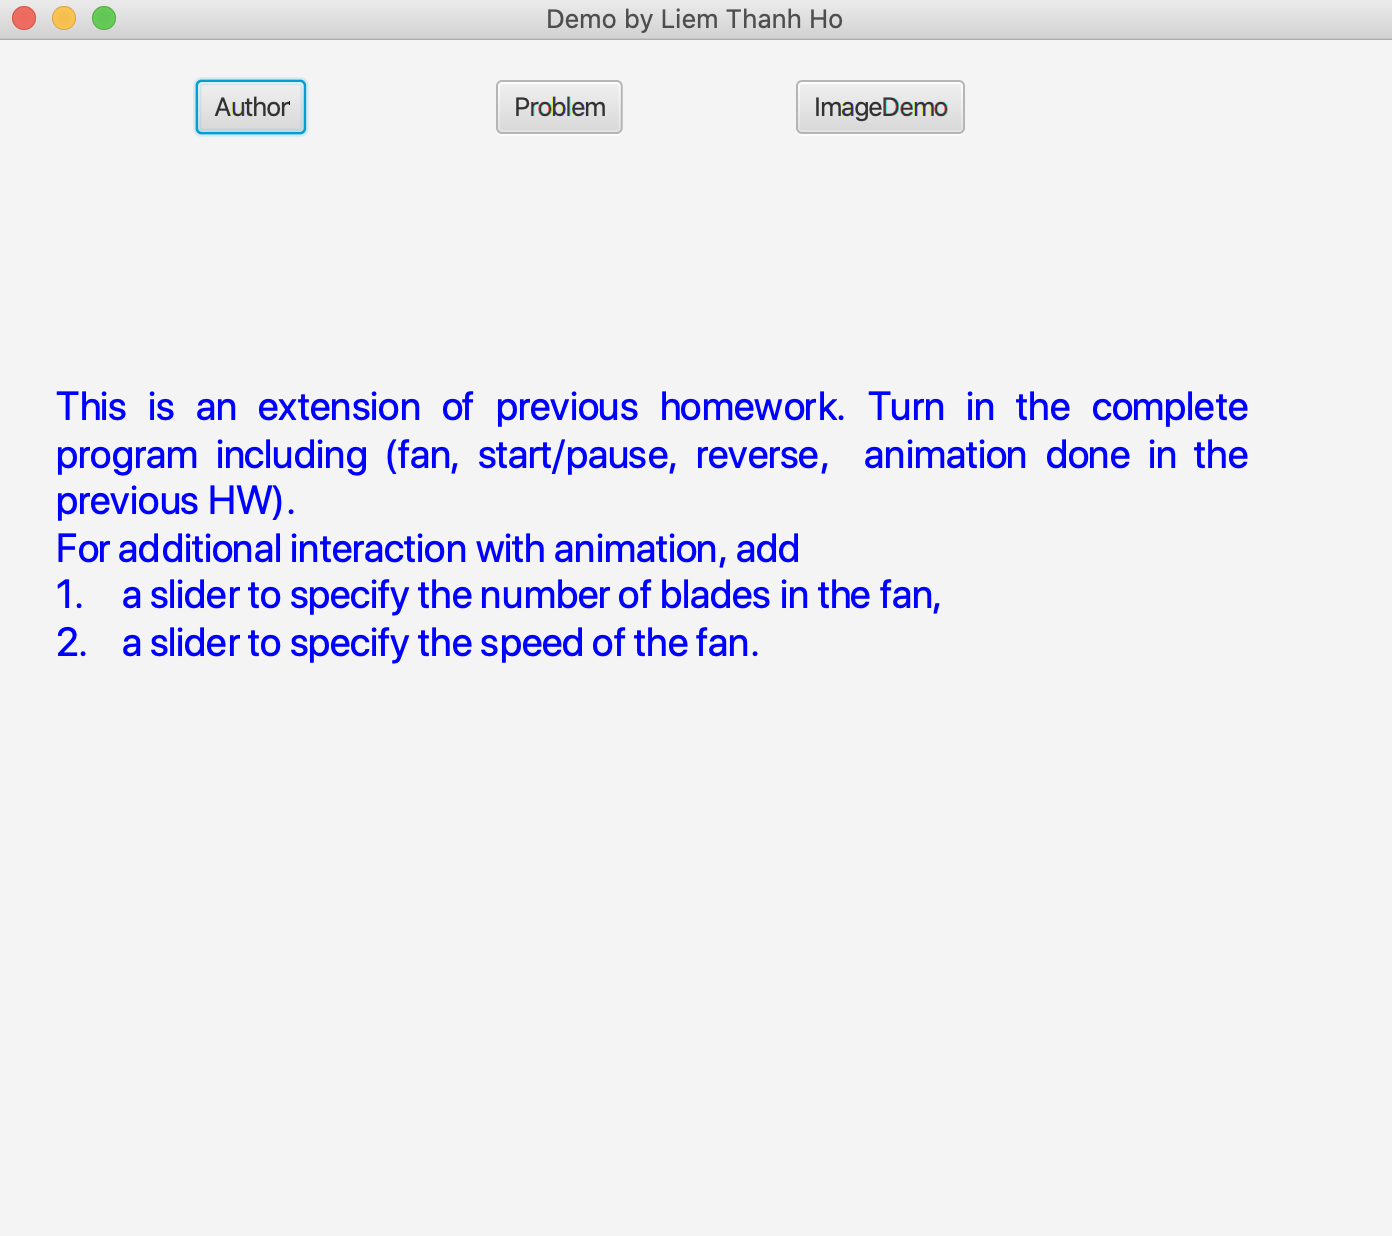 Demo by Liem Thanh Ho
Author Problem ImageDemo
This is an extension of previous homework. Turn in the complete
program including (fan, start/pause, reverse, animation done in the
previous HW).
For additional interaction with animation, add
1. a slider to specify the number of blades in the fan,
2. a slider to specify the speed of the fan.